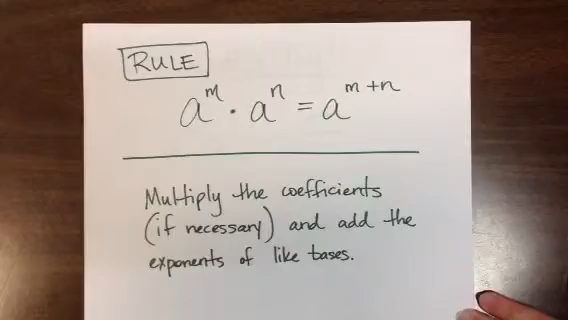 RULE
a^m · a^n = a^{m+n}
Multiply the coefficients
(if necessary) and add the
exponents of like bases.